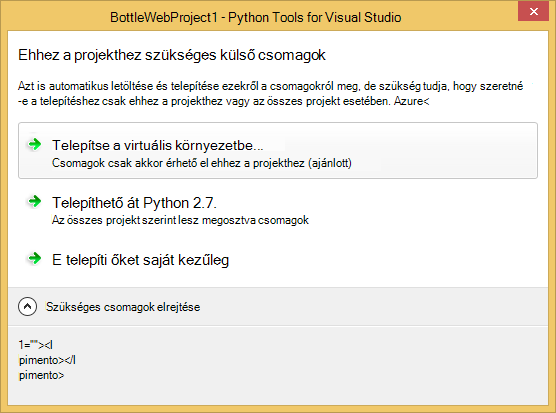 BottleWebProject1 - Python Tools for Visual Studio
Ehhez a projekthez szükséges külső csomagok
Azt is automatikus letöltése és telepítése ezekről a csomagokról meg, de szükség tudja, hogy szeretné
-e a telepítéshez csak ehhez a projekthez vagy az összes projekt esetében. Azure<
Telepítse a virtuális környezetbe...
Csomagok csak akkor érhető el ehhez a projekthez (ajánlott)
Telepíthető át Python 2.7.
Az összes projekt szerint lesz megosztva csomagok
E telepíti őket saját kezűleg
Szükséges csomagok elrejtése
1=""><I
pimento></I
pimento>